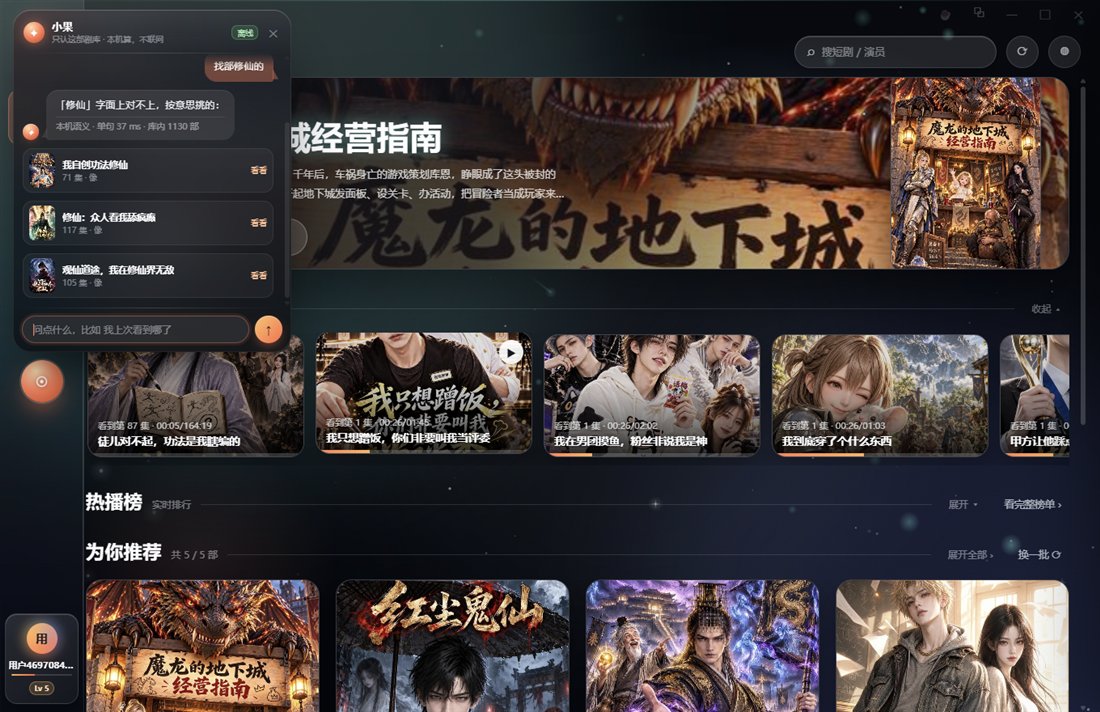 小果
只认这部剧库 · 本机算，不联网
离线
找部修仙的
「修仙」字面上对不上，按意思挑的：
本机语义 · 单句 37 ms · 库内 1130 部
我自创功法修仙
71 集 · 像
看看
修仙：众人看我舔疯癫
117 集 · 像
看看
观仙道途，我在修仙界无敌
105 集 · 像
看看
问点什么，比如 我上次看到哪了
搜短剧 / 演员
城经营指南
千年后，车祸身亡的游戏策划库恩，睁眼成了这头被封的
起地下城发面板、设关卡、办活动，把冒险者当成玩家来...
魔龙的地下城
魔龙的地下城
经营指南
收起
看到第 87 集 · 00:05/164:19
徒儿对不起，功法是我瞎编的
我只想蹭饭，
你们非要叫我
看到第 1 集 · 00:26/01:45
我只想蹭饭，你们非要叫我当评委
看到第 1 集 · 00:26/02:02
我在男团摸鱼，粉丝非说我是神
看到第 1 集 · 00:26/01:03
我到底穿了个什么东西
看到第 1 集 · 0
热播榜
实时排行
展开
看完整榜单
为你推荐
共 5 / 5 部
展开全部
换一批
魔龙的地下城
经营指南
红尘鬼仙
用
用户4697084...
Lv 5